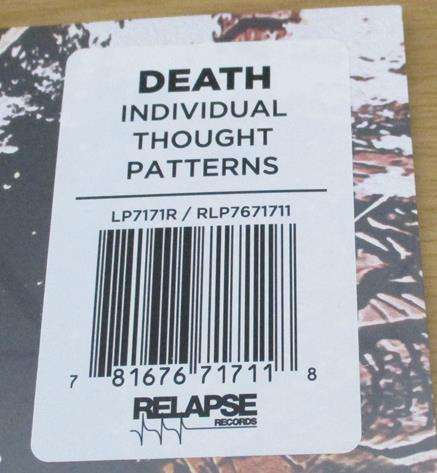 DEATH
INDIVIDUAL
THOUGHT
PATTERNS
LP7171R / RLP7671711
7 81676 71711 8
RELAPSE
RECORDS